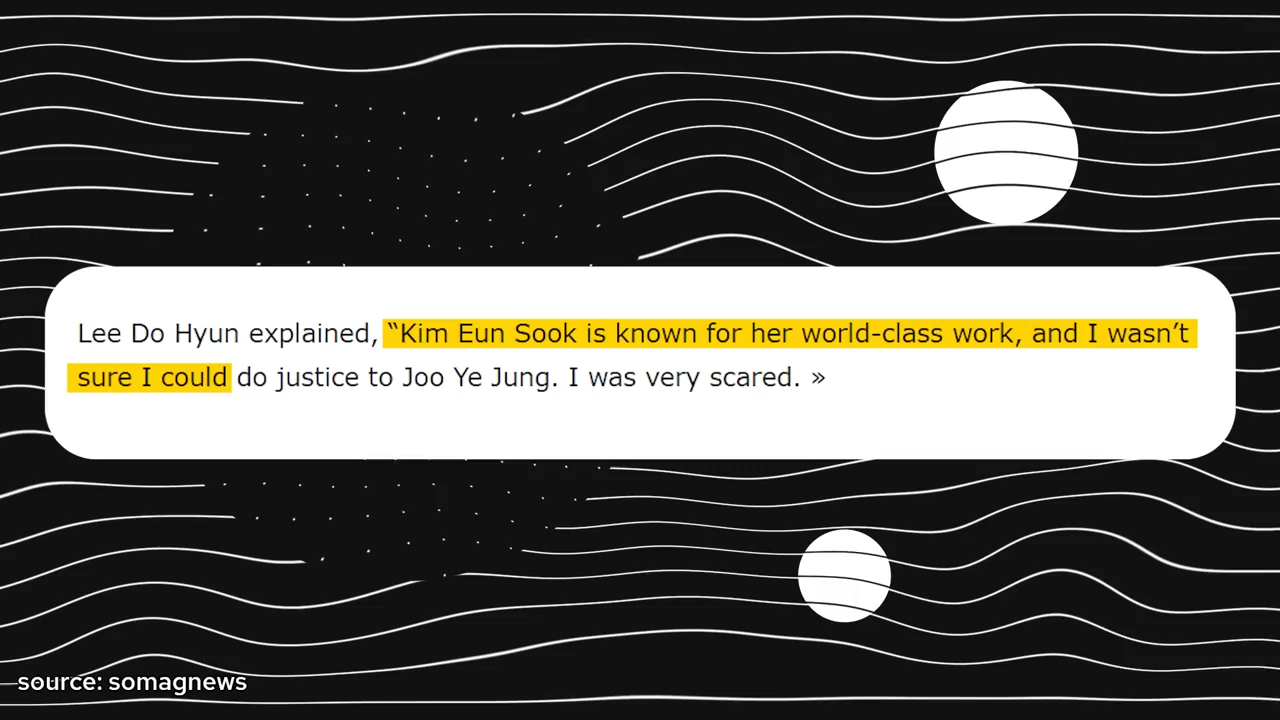 Lee Do Hyun explained, “Kim Eun Sook is known for her world-class work, and I wasn’t
sure I could do justice to Joo Ye Jung. I was very scared. »
source: somagnews